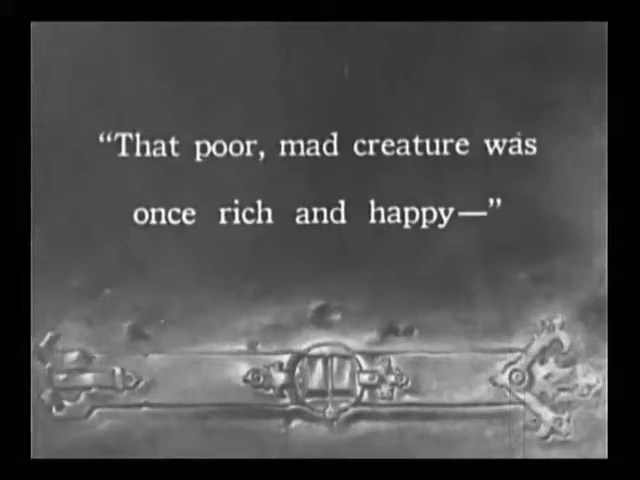 “That poor, mad creature was
once rich and happy—”